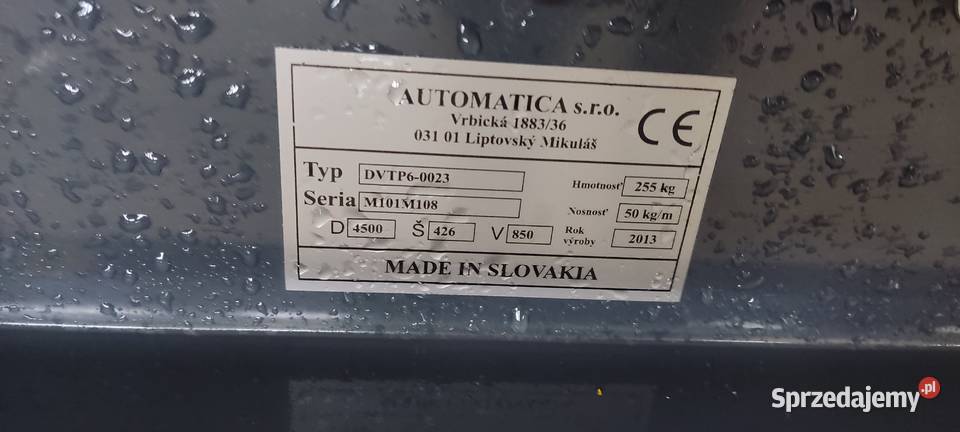 AUTOMATICA s.r.o.
Vrbická 1883/36
031 01 Liptovský Mikuláš
CE
Typ DVTP6-0023
Hmotnosť 255 kg
Seria M101M108
Nosnosť 50 kg/m
D 4500 Š 426 V 850
Rok výroby 2013
MADE IN SLOVAKIA
Sprzedajemy.pl